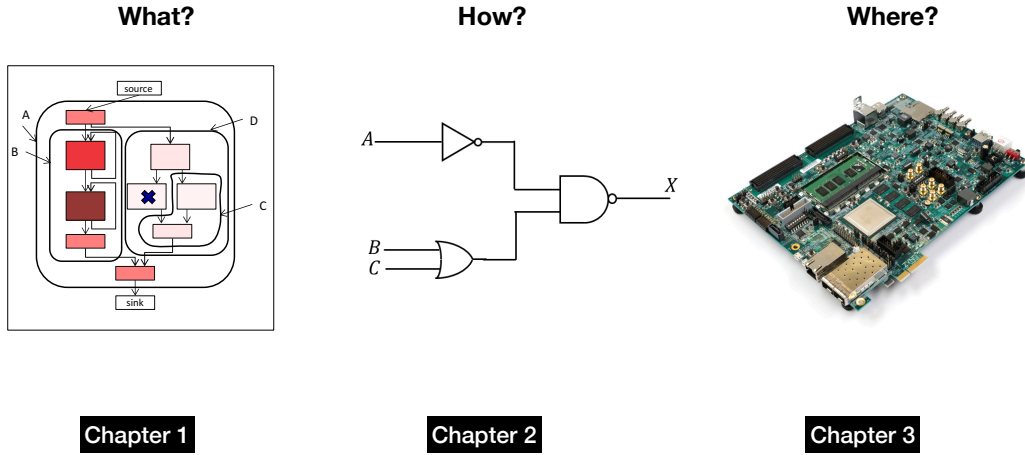 What?
How?
Where?
source
A
B
D
C
sink
A
B
C
X
Chapter 1
Chapter 2
Chapter 3